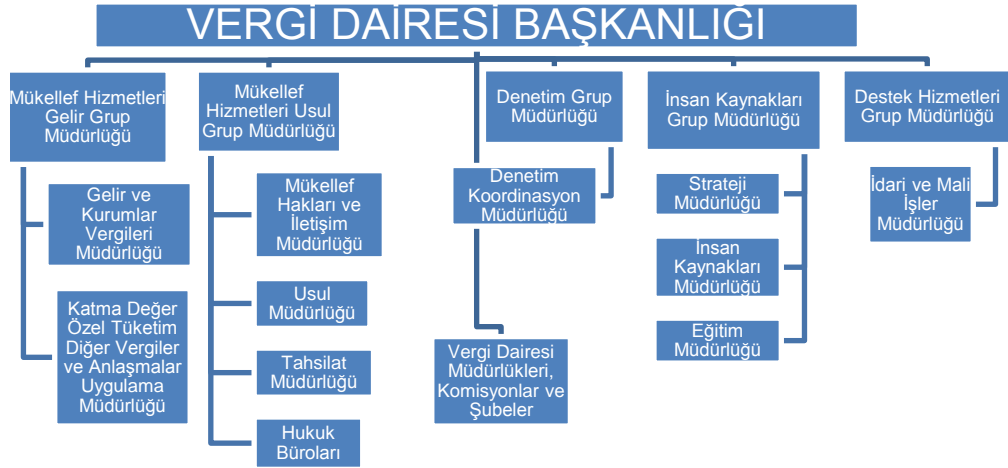 VERGİ DAİRESİ BAŞKANLIĞI
Mükellef Hizmetleri
Gelir Grup
Müdürlüğü
Gelir ve
Kurumlar
Vergileri
Müdürlüğü
Katma Değer
Özel Tüketim
Diğer Vergiler
ve Anlaşmalar
Uygulama
Müdürlüğü
Mükellef
Hizmetleri Usul
Grup Müdürlüğü
Mükellef
Hakları ve
İletişim
Müdürlüğü
Usul
Müdürlüğü
Tahsilat
Müdürlüğü
Hukuk
Büroları
Denetim Grup
Müdürlüğü
Denetim
Koordinasyon
Müdürlüğü
Vergi Dairesi
Müdürlükleri,
Komisyonlar ve
Şubeler
İnsan Kaynakları
Grup Müdürlüğü
Strateji
Müdürlüğü
İnsan
Kaynakları
Müdürlüğü
Eğitim
Müdürlüğü
Destek Hizmetleri
Grup Müdürlüğü
İdari ve Mali
İşler Müdürlüğü